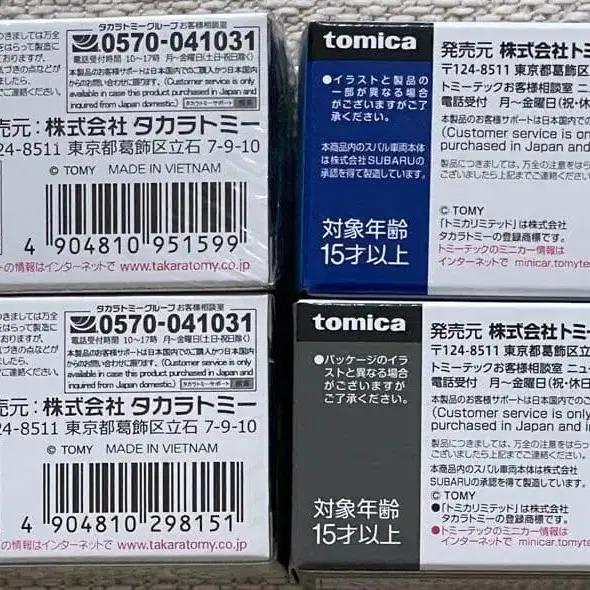 タカラトミーグループ お客様相談室
0570-041031
電話受付時間 10〜17時 月〜金曜日(土·日·祝日除く)
本製品のお客様サポートは日本国内でのご購入かつ日本国内
からのお問い合わせに限ります。(Customer service is only
available in case this product purchased in Japan and
inquired from Japan domestic.)
売元：株式会社 タカラトミー
24-8511 東京都葛飾区立石 7-9-10
© TOMY MADE IN VIETNAM
4 904810 951599
の情報はインターネットで www.takaratomy.co.jp
tomica
●イラストと製品の
一部が異なる場合
がございますがご
了承ください。
本商品内スバル車両本体
は株式会社SUBARUの
承認を得て製造しています。
対象年齢
15才以上
発売元 株式会社トミ
〒124-8511 東京都葛飾区
トミーテックお客様相談室 ニュ
電話受付 月〜金曜日(祝·休日
本製品のお客様サポートは日本国内での
(Customer service is only
purchased in Japan and
製品につきましては、万全の注意をはら
ございましたら上記までご連絡ください
© TOMY
●「トミカリミテッド」は株式会社
タカラトミーの登録商標です。
●トミーテックのミニカー情報は
インターネットで minicar.tomyte
タカラトミーグループ お客様相談室
0570-041031
電話受付時間 10〜17時 月〜金曜日(土·日·祝日除く)
本製品のお客様サポートは日本国内でのご購入かつ日本国内
からのお問い合わせに限ります。(Customer service is only
available in case this product purchased in Japan and
inquired from Japan domestic.)
売元：株式会社 タカラトミー
24-8511 東京都葛飾区立石 7-9-10
© TOMY MADE IN VIETNAM
4 904810 298151
の情報はインターネットで www.takaratomy.co.jp
tomica
●パッケージのイラ
ストと異なる場合
がございますが
ご了承ください。
対象年齢
15才以上
発売元 株式会社トミー
〒124-8511 東京都葛飾区立
トミーテックお客様相談室 ニュー
電話受付 月〜金曜日(祝·休日
本製品のお客様サポートは日本国内でのご
(Customer service is only
purchased in Japan and i
製品につきましては、万全の注意をはらって
ございましたら上記までご連絡ください。
本商品内のスバル車両本体は株式会社
SUBARUの承認を得て製造しています。
© TOMY
●「トミカリミテッド」は株式会社
タカラトミーの登録商標です。
●トミーテックのミニカー情報は
インターネットで minicar.tomyte